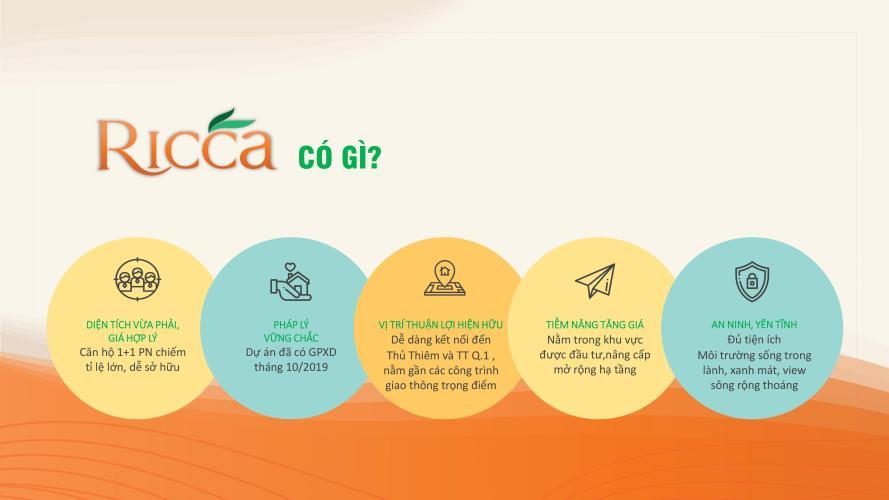 Ricca CÓ GÌ?
DIỆN TÍCH VỪA PHẢI,
GIÁ HỢP LÝ
Căn hộ 1+1 PN chiếm
tỉ lệ lớn, dễ sở hữu
PHÁP LÝ
VỮNG CHẮC
Dự án đã có GPXD
tháng 10/2019
VỊ TRÍ THUẬN LỢI HIỆN HỮU
Dễ dàng kết nối đến
Thủ Thiêm và TT Q.1 ,
nằm gần các công trình
giao thông trọng điểm
TIỀM NĂNG TĂNG GIÁ
Nằm trong khu vực
được đầu tư,nâng cấp
mở rộng hạ tầng
AN NINH, YÊN TĨNH
Đủ tiện ích
Môi trường sống trong
lành, xanh mát, view
sông rộng thoáng